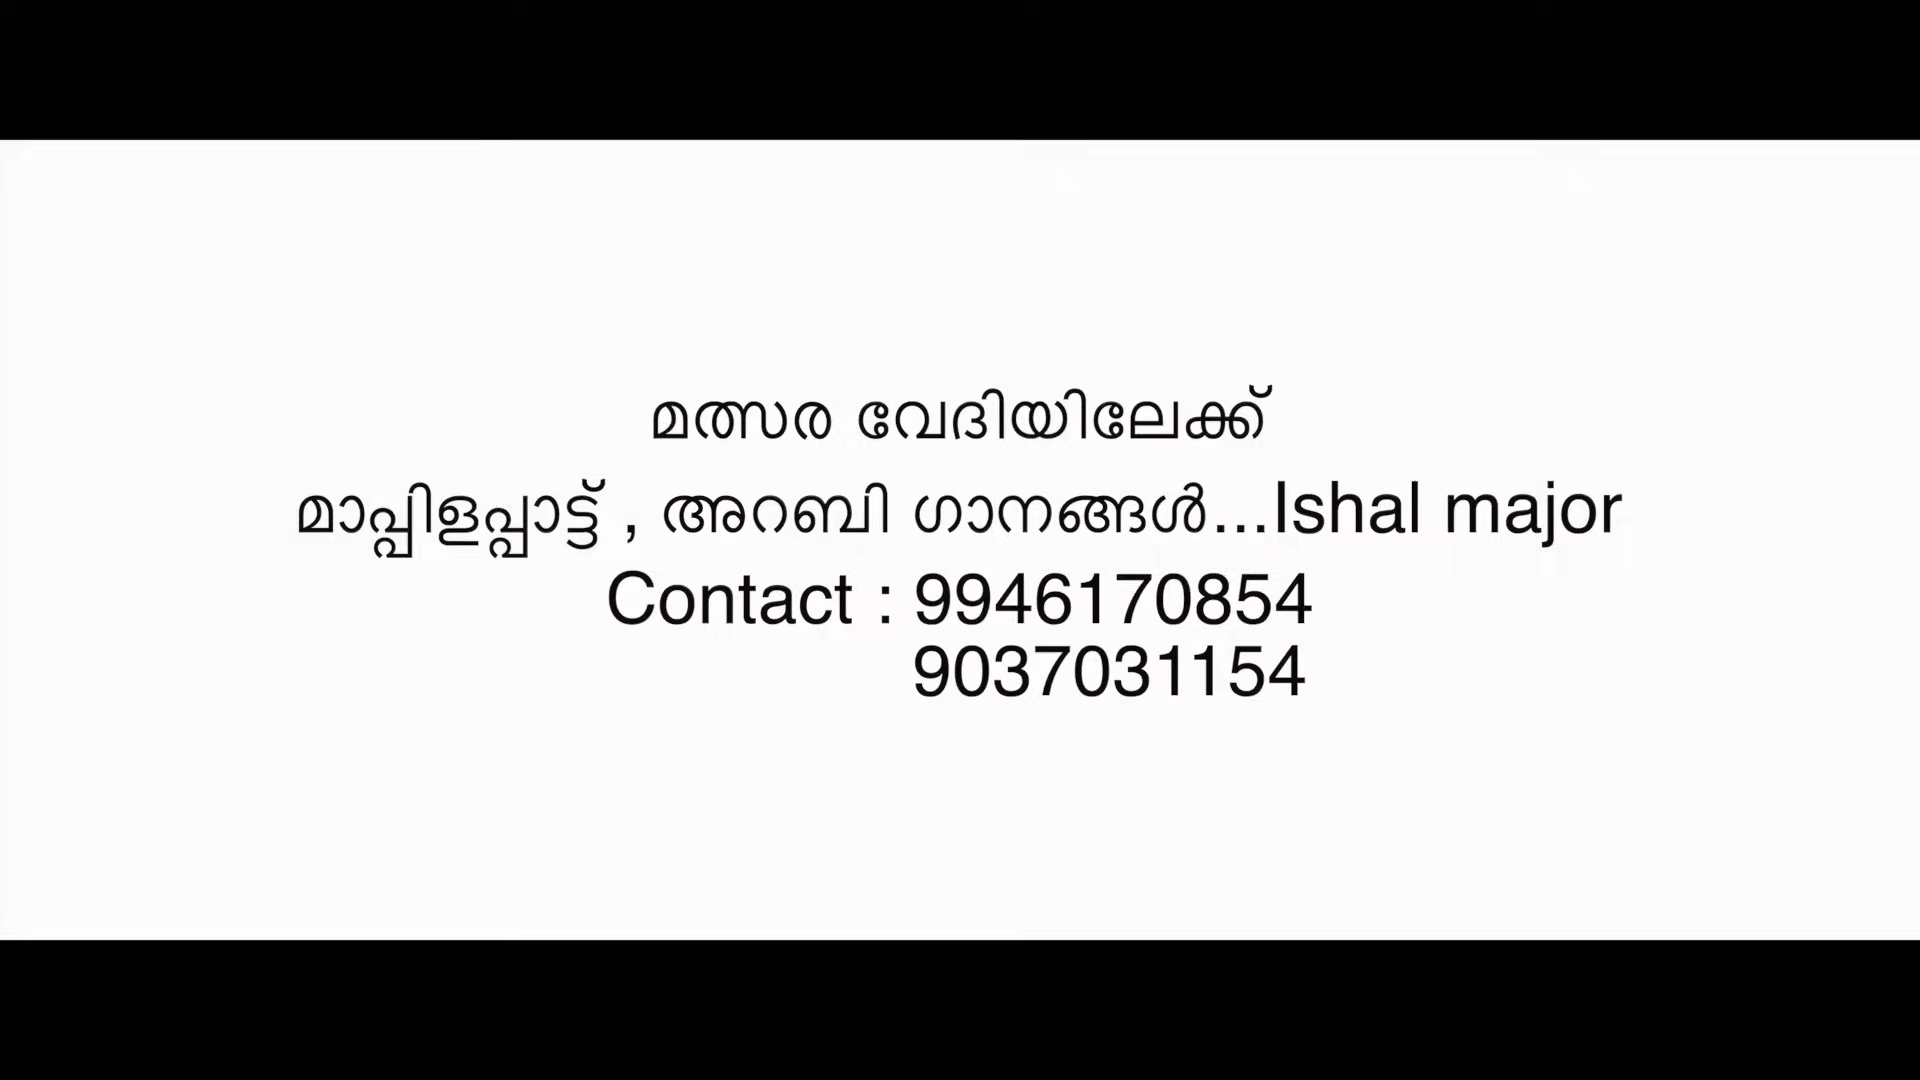 മത്സര വേദിയിലേക്ക്
മാപ്പിളപ്പാട്ട് , അറബി ഗാനങ്ങൾ...Ishal major
Contact : 9946170854
9037031154